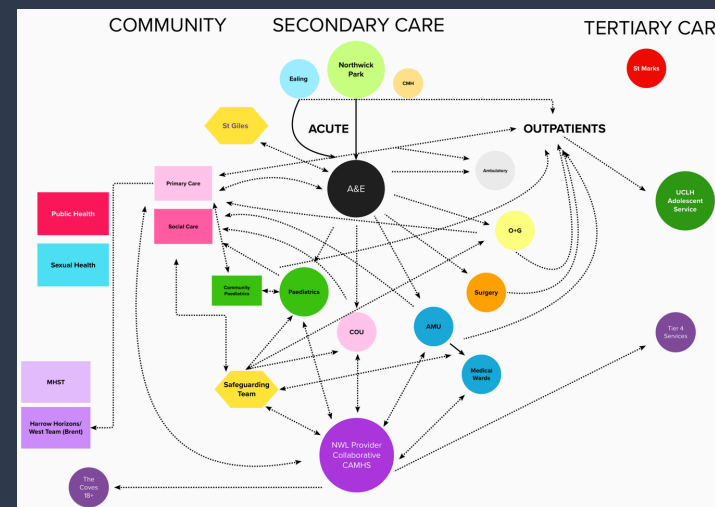 COMMUNITY
SECONDARY CARE
TERTIARY CAR
Ealing
Northwick
Park
CMH
St Marks
St Giles
ACUTE
OUTPATIENTS
Primary Care
A&E
Ambulatory
Public Health
UCLH
Adolescent
Service
Social Care
O+G
Sexual Health
Community
Paediatrics
Paediatrics
Surgery
COU
AMU
Tier 4
Services
MHST
Safeguarding
Team
Medical
Wards
Harrow Horizons/
West Team (Brent)
NWL Provider
Collaborative
CAMHS
The
Coves
18+